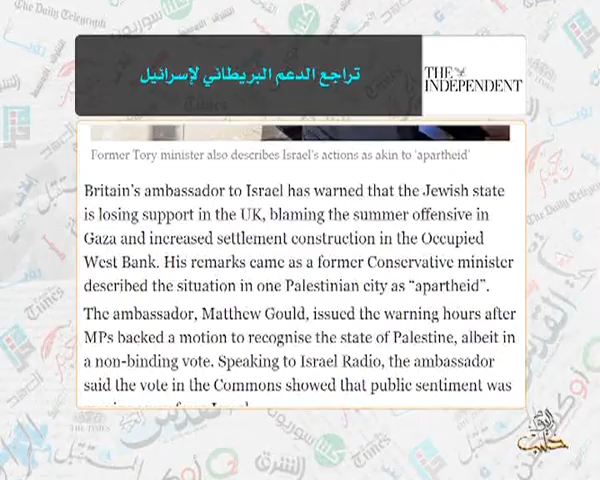 تراجع الدعم البريطاني لإسرائيل
THE
INDEPENDENT
Former Tory minister also describes Israel's actions as akin to 'apartheid'
Britain's ambassador to Israel has warned that the Jewish state
is losing support in the UK, blaming the summer offensive in
Gaza and increased settlement construction in the Occupied
West Bank. His remarks came as a former Conservative minister
described the situation in one Palestinian city as “apartheid”.
The ambassador, Matthew Gould, issued the warning hours after
MPs backed a motion to recognise the state of Palestine, albeit in
a non-binding vote. Speaking to Israel Radio, the ambassador
said the vote in the Commons showed that public sentiment was